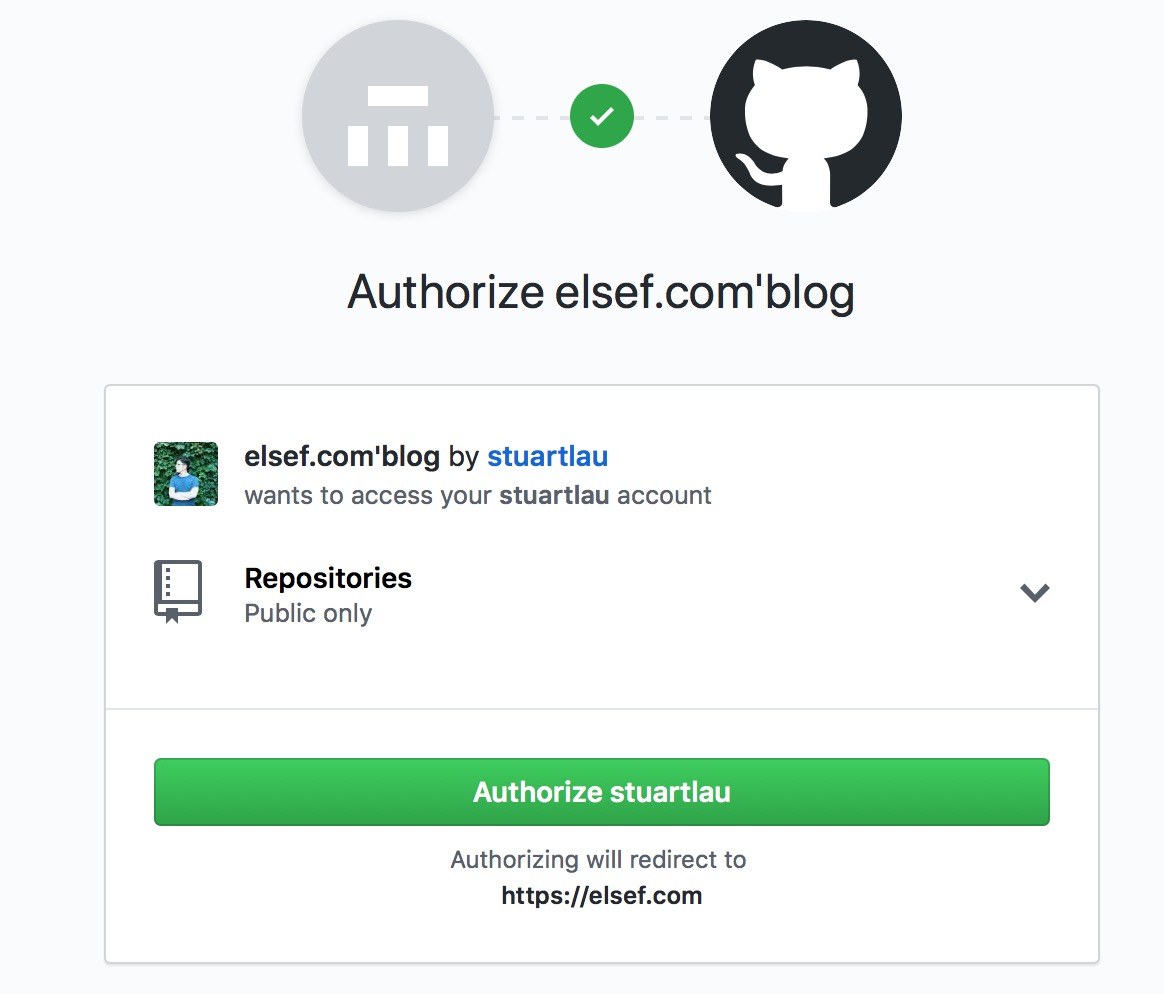 Authorize elsef.com'blog
elsef.com'blog by stuartlau
wants to access your stuartlau account
Repositories
Public only
Authorize stuartlau
Authorizing will redirect to
https://elsef.com